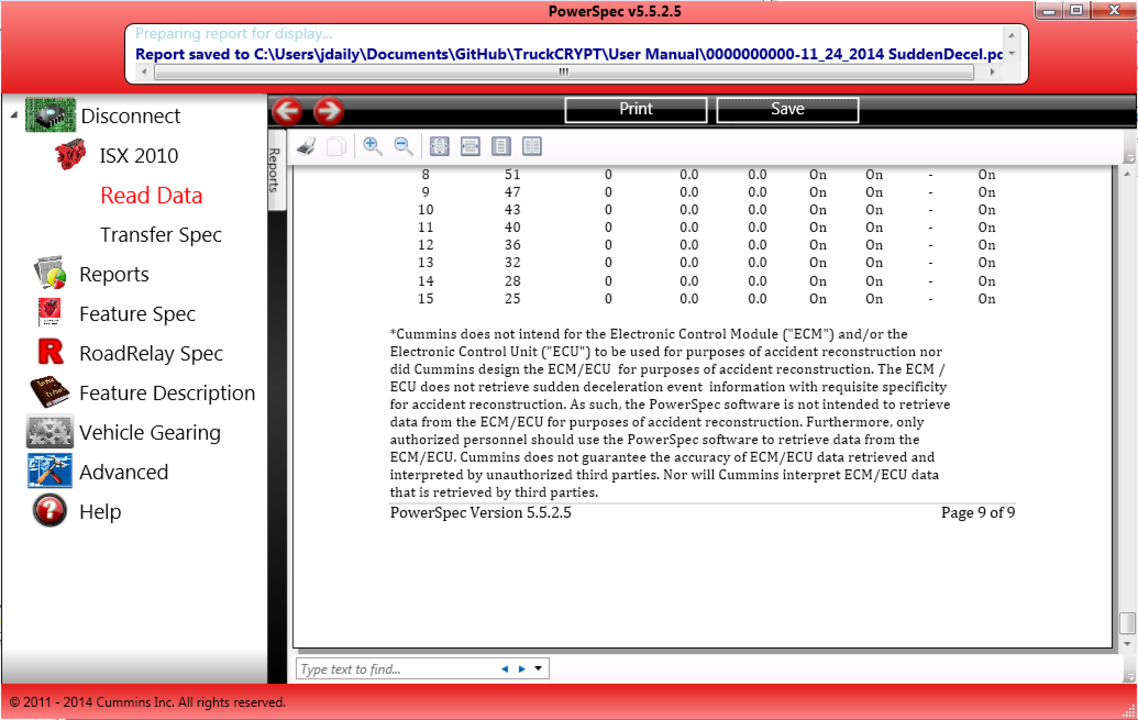 PowerSpec v5.5.2.5
Preparing report for display...
Report saved to C:\Users\jdaily\Documents\GitHub\TruckCRYPT\User Manual\0000000000-11_24_2014 SuddenDecel.pc
Disconnect
ISX 2010
Read Data
Transfer Spec
Reports
Feature Spec
RoadRelay Spec
Feature Description
Vehicle Gearing
Advanced
Help
Print Save
Reports
8 51 0 0.0 0.0 On On - On
9 47 0 0.0 0.0 On On - On
10 43 0 0.0 0.0 On On - On
11 40 0 0.0 0.0 On On - On
12 36 0 0.0 0.0 On On - On
13 32 0 0.0 0.0 On On - On
14 28 0 0.0 0.0 On On - On
15 25 0 0.0 0.0 On On - On
*Cummins does not intend for the Electronic Control Module ("ECM") and/or the
Electronic Control Unit ("ECU") to be used for purposes of accident reconstruction nor
did Cummins design the ECM/ECU for purposes of accident reconstruction. The ECM /
ECU does not retrieve sudden deceleration event information with requisite specificity
for accident reconstruction. As such, the PowerSpec software is not intended to retrieve
data from the ECM/ECU for purposes of accident reconstruction. Furthermore, only
authorized personnel should use the PowerSpec software to retrieve data from the
ECM/ECU. Cummins does not guarantee the accuracy of ECM/ECU data retrieved and
interpreted by unauthorized third parties. Nor will Cummins interpret ECM/ECU data
that is retrieved by third parties.
PowerSpec Version 5.5.2.5 Page 9 of 9
Type text to find...
© 2011 - 2014 Cummins Inc. All rights reserved.